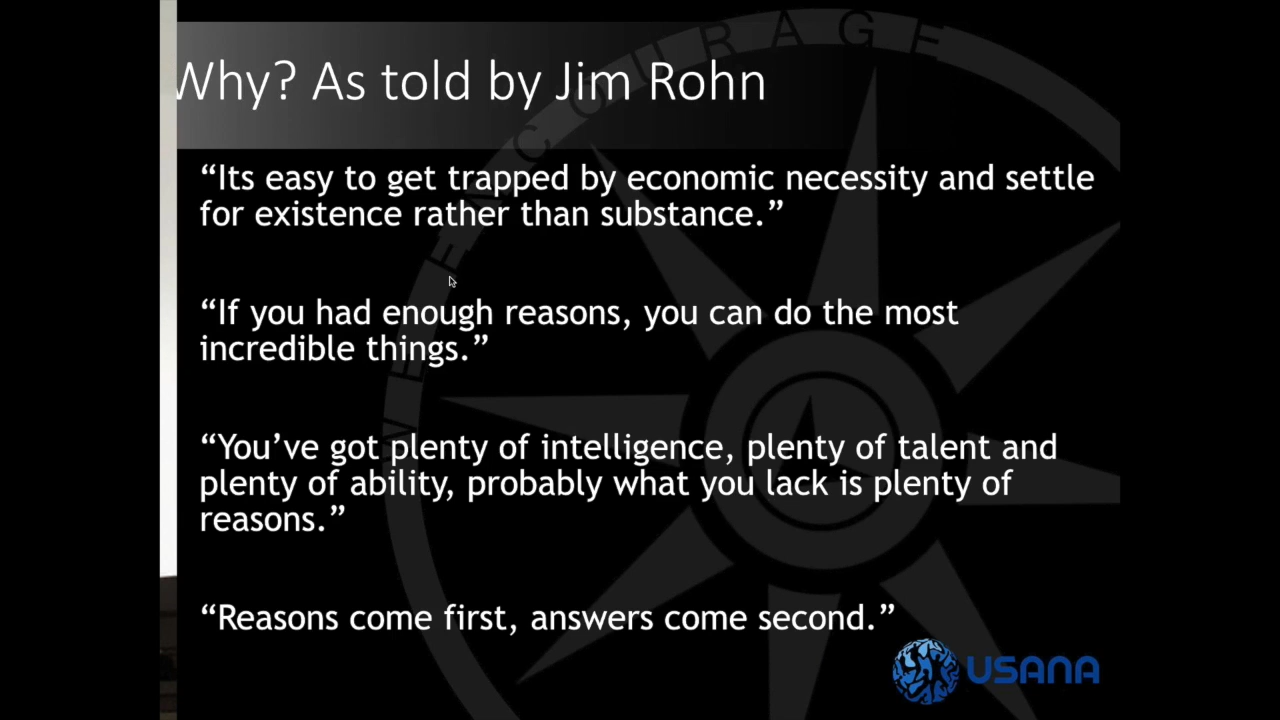 Why? As told by Jim Rohn
“Its easy to get trapped by economic necessity and settle
for existence rather than substance.”
“If you had enough reasons, you can do the most
incredible things.”
“You’ve got plenty of intelligence, plenty of talent and
plenty of ability, probably what you lack is plenty of
reasons.”
“Reasons come first, answers come second.”
USANA
WE ENCOURAGE